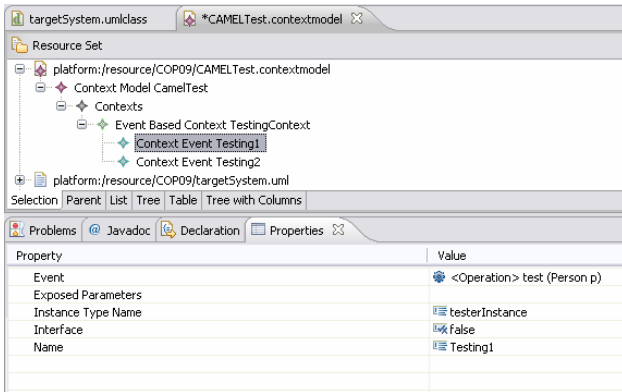 targetSystem.umlclass *CAMELTest.contextmodel
Resource Set
platform:/resource/COP09/CAMELTest.contextmodel
Context Model CamelTest
Contexts
Event Based Context TestingContext
Context Event Testing1
Context Event Testing2
platform:/resource/COP09/targetSystem.uml
Selection Parent List Tree Table Tree with Columns
Problems @ Javadoc Declaration Properties
Property Value
Event <Operation> test (Person p)
Exposed Parameters
Instance Type Name testerInstance
Interface false
Name Testing1